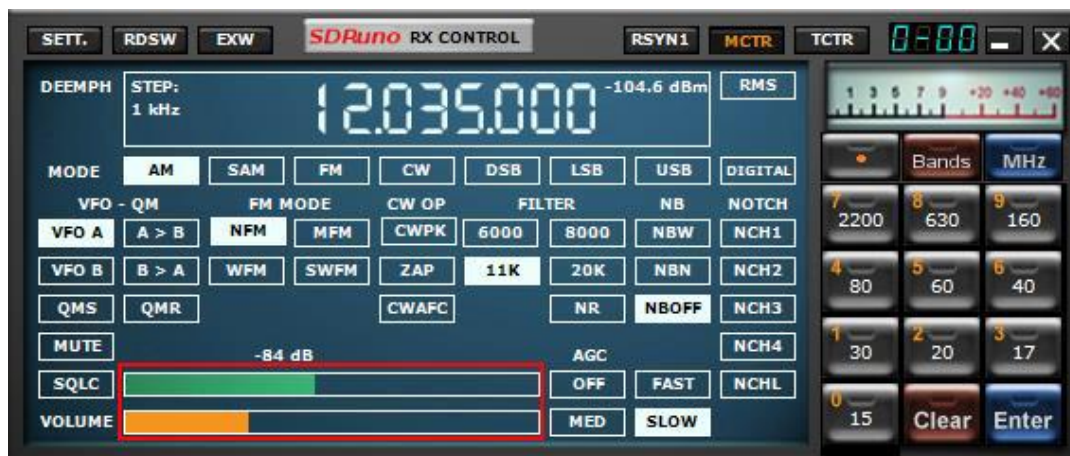 SETT. RDSW EXW SDRuno RX CONTROL RSYN1 MCTR TCTR 0-00
DEEMPH STEP: 1 kHz 12.035.000 -104.6 dBm RMS
1 3 5 7 9 +20 +40 +60
MODE AM SAM FM CW DSB LSB USB DIGITAL
Bands MHz
VFO - QM FM MODE CW OP FILTER NB NOTCH
VFO A A > B NFM MFM CWPK 6000 8000 NBW NCH1
7 2200 8 630 9 160
VFO B B > A WFM SWFM ZAP 11K 20K NBN NCH2
4 80 5 60 6 40
QMS QMR CWAFC NR NBOFF NCH3
MUTE -84 dB AGC NCH4
1 30 2 20 3 17
SQLC OFF FAST NCHL
VOLUME MED SLOW
0 15 Clear Enter